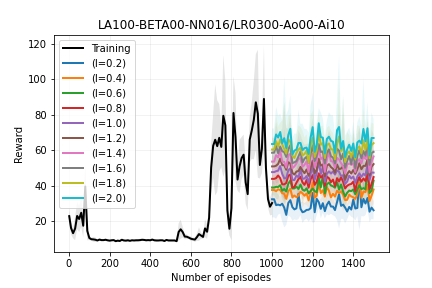 LA100-BETA00-NN016/LR0300-Ao00-Ai10
120
100
80
60
40
20
Reward
Training
(l=0.2)
(l=0.4)
(l=0.6)
(l=0.8)
(l=1.0)
(l=1.2)
(l=1.4)
(l=1.6)
(l=1.8)
(l=2.0)
0 200 400 600 800 1000 1200 1400
Number of episodes